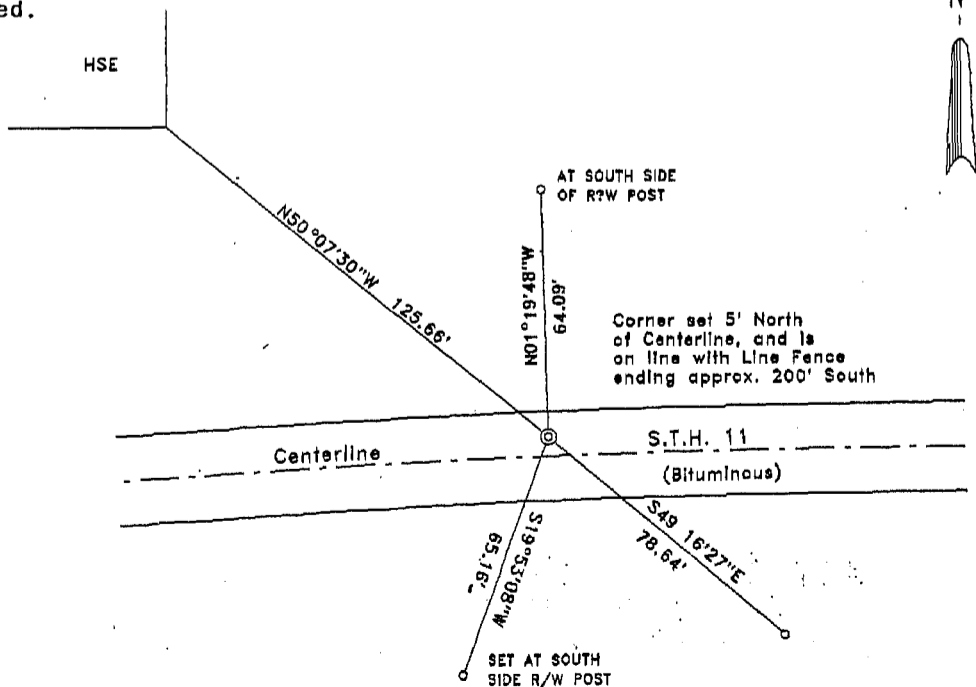 ed.
N
HSE
AT SOUTH SIDE
OF R?W POST
N50°07'30"W 125.66'
N01°19'48"W
64.09'
Corner set 5' North
of Centerline, and is
on line with Line Fence
ending approx. 200' South
Centerline
S.T.H. 11
(Bituminous)
S49 16'27"E
78.64'
S19°53'08"W
65.16'
SET AT SOUTH
SIDE R/W POST